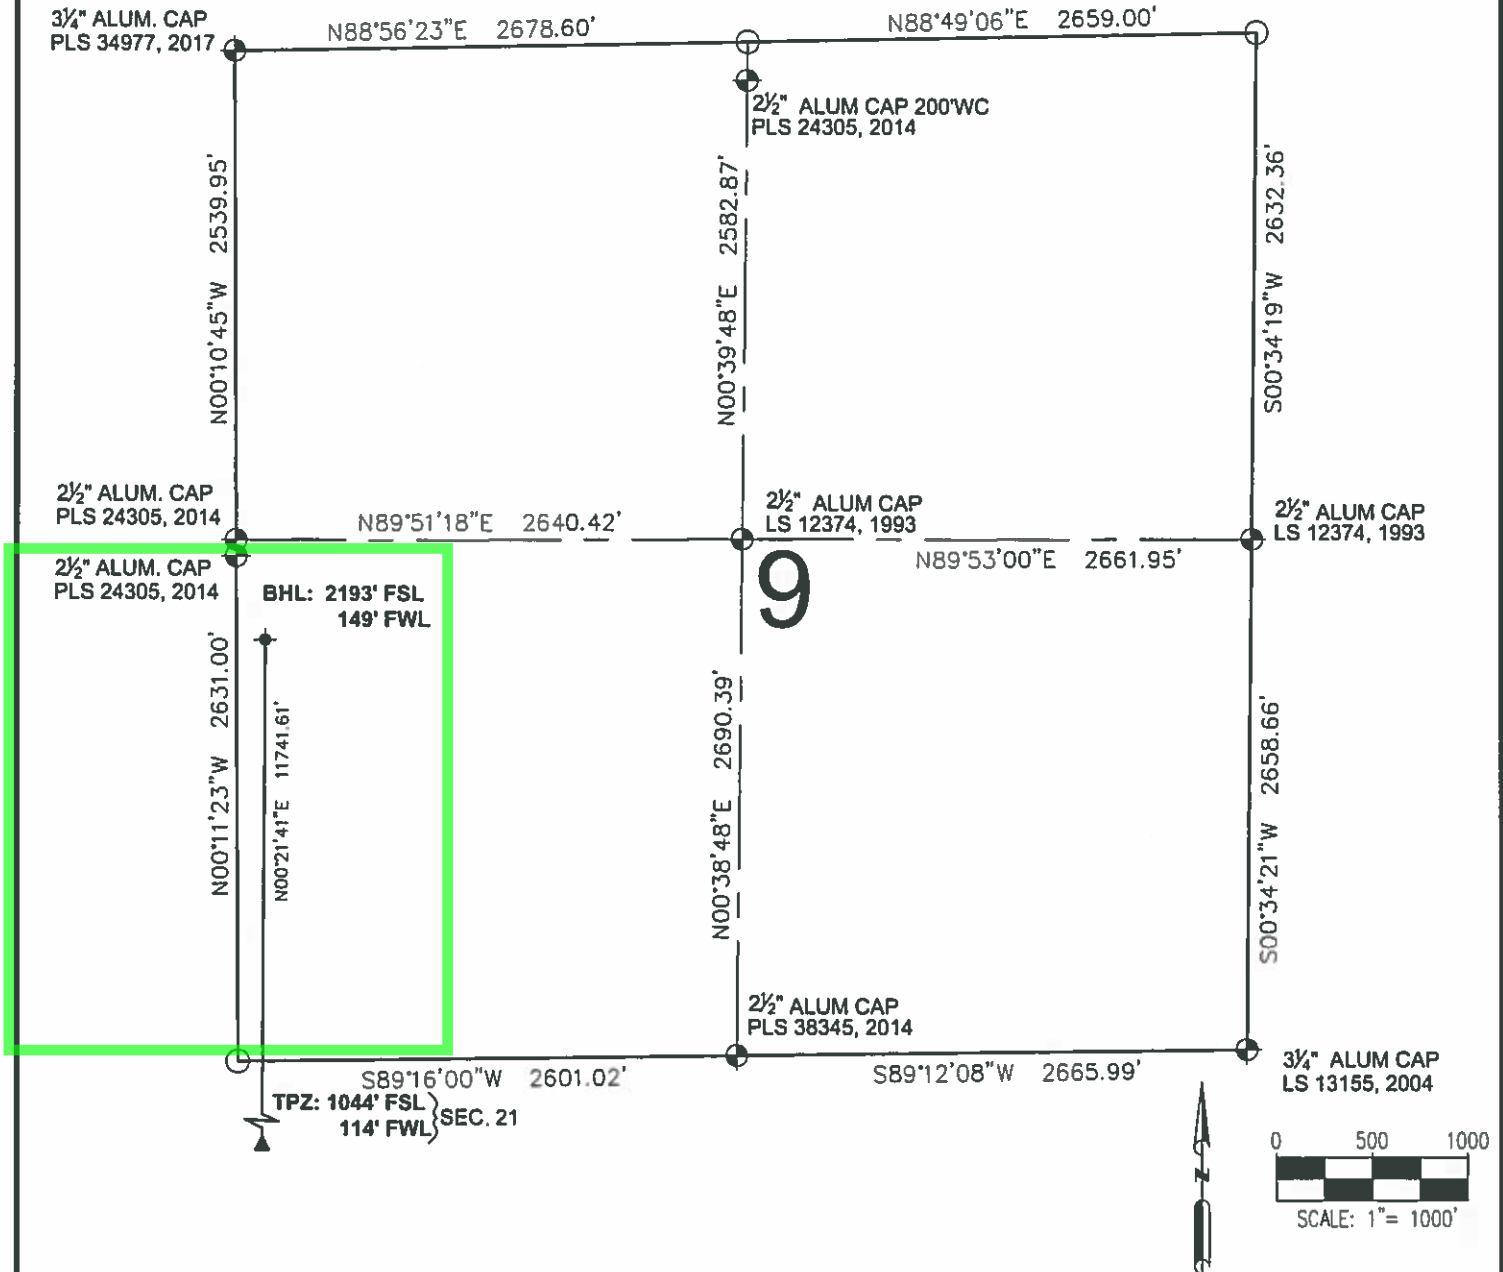 3¼" ALUM. CAP
PLS 34977, 2017
N88°56'23"E 2678.60'
N88°49'06"E 2659.00'
2½" ALUM CAP 200'WC
PLS 24305, 2014
N00°10'45"W 2539.95'
N00°39'48"E 2582.87'
S00°34'19"W 2632.36'
2½" ALUM. CAP
PLS 24305, 2014
N89°51'18"E 2640.42'
2½" ALUM CAP
LS 12374, 1993
2½" ALUM CAP
LS 12374, 1993
N89°53'00"E 2661.95'
9
2½" ALUM. CAP
PLS 24305, 2014
BHL: 2193' FSL
149' FWL
N00°11'23"W 2631.00'
N00°21'41"E 11741.61'
N00°38'48"E 2690.39'
S00°34'21"W 2658.66'
2½" ALUM CAP
PLS 38345, 2014
S89°16'00"W 2601.02'
S89°12'08"W 2665.99'
3¼" ALUM CAP
LS 13155, 2004
TPZ: 1044' FSL
114' FWL
SEC. 21
N
0 500 1000
SCALE: 1"= 1000'